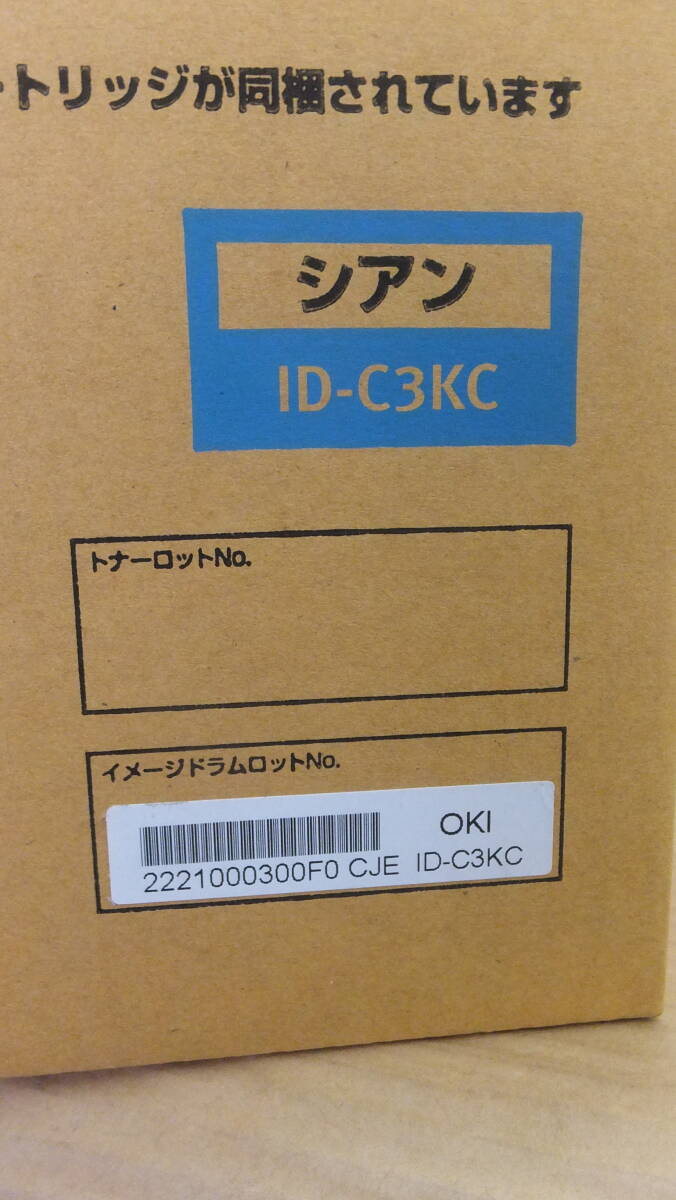 トリッジが同梱されています
シアン
ID-C3KC
トナーロットNo.
イメージドラムロットNo.
OKI
2221000300F0 CJE ID-C3KC